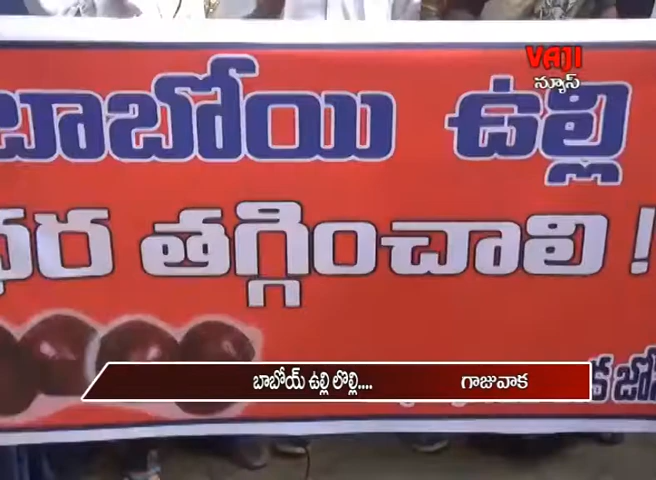 VAJI
న్యూస్
బాబోయ్ ఉల్లి
ధర తగ్గించాలి!
బాబోయ్ ఉల్లి లొల్లి.... గాజువాక